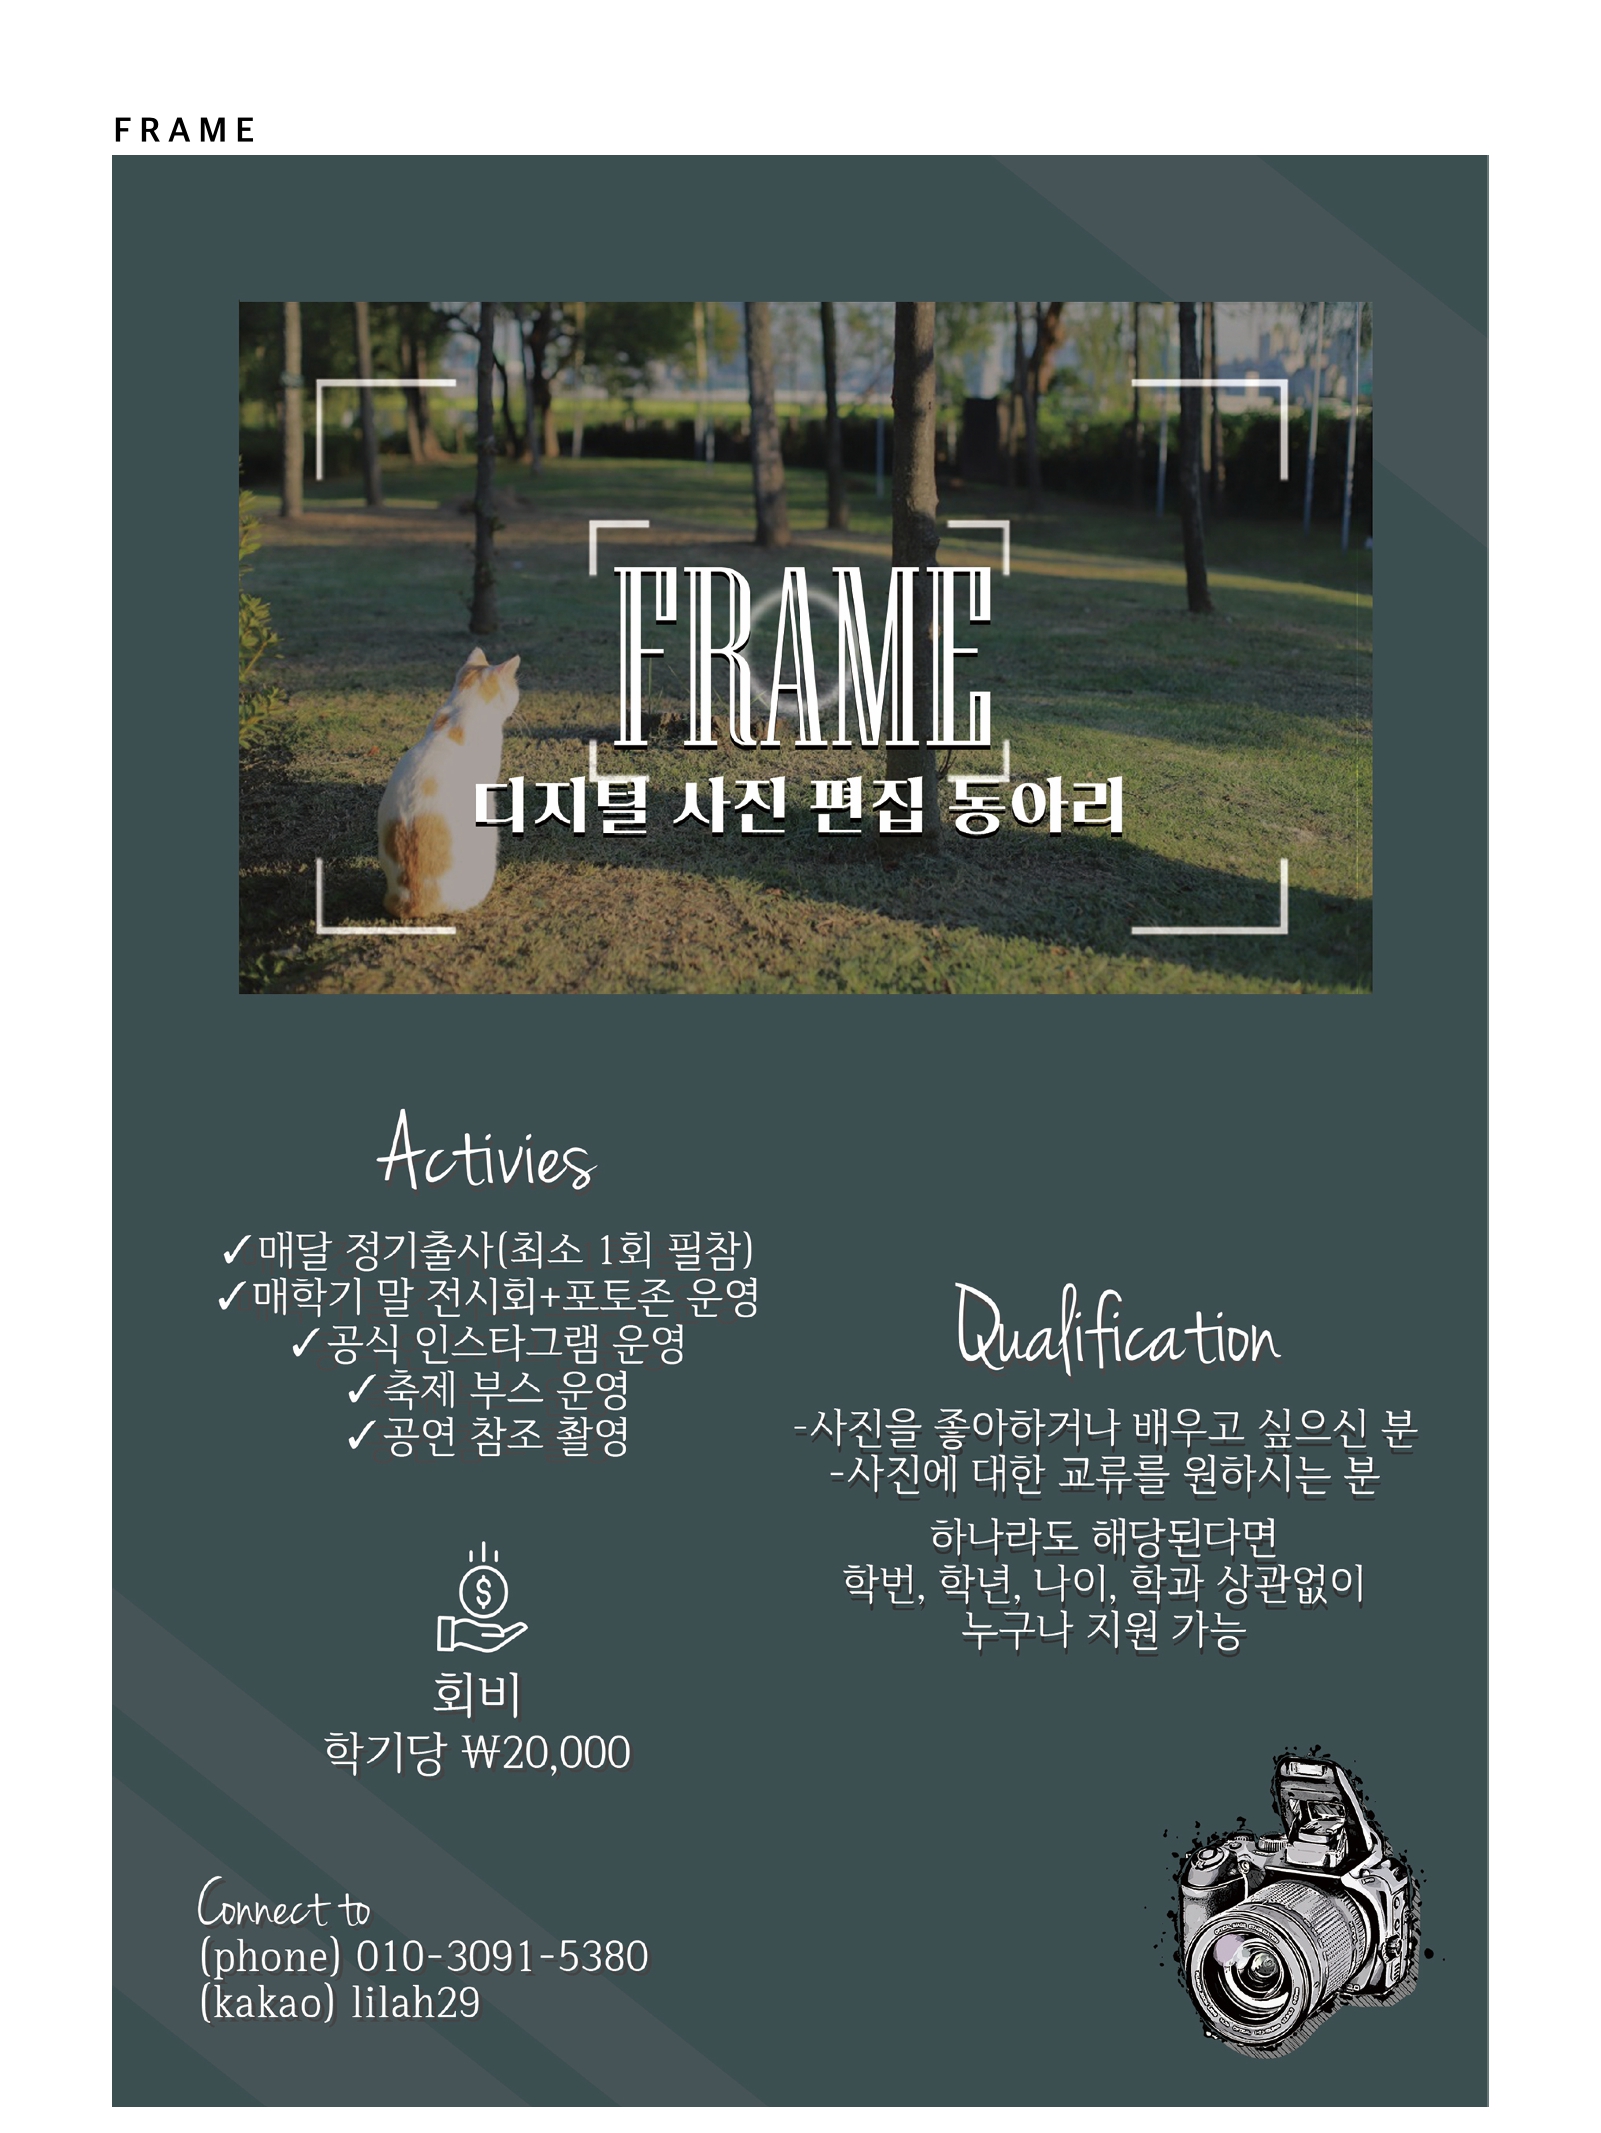 FRAME
FRAME
디지털 사진 편집 동아리
Activies
✓매달 정기출사(최소 1회 필참)
✓매학기 말 전시회+포토존 운영
✓공식 인스타그램 운영
✓축제 부스 운영
✓공연 참조 촬영
회비
학기당 ₩20,000
Qualification
-사진을 좋아하거나 배우고 싶으신 분
-사진에 대한 교류를 원하시는 분
하나라도 해당된다면
학번, 학년, 나이, 학과 상관없이
누구나 지원 가능
Connect to
(phone) 010-3091-5380
(kakao) lilah29